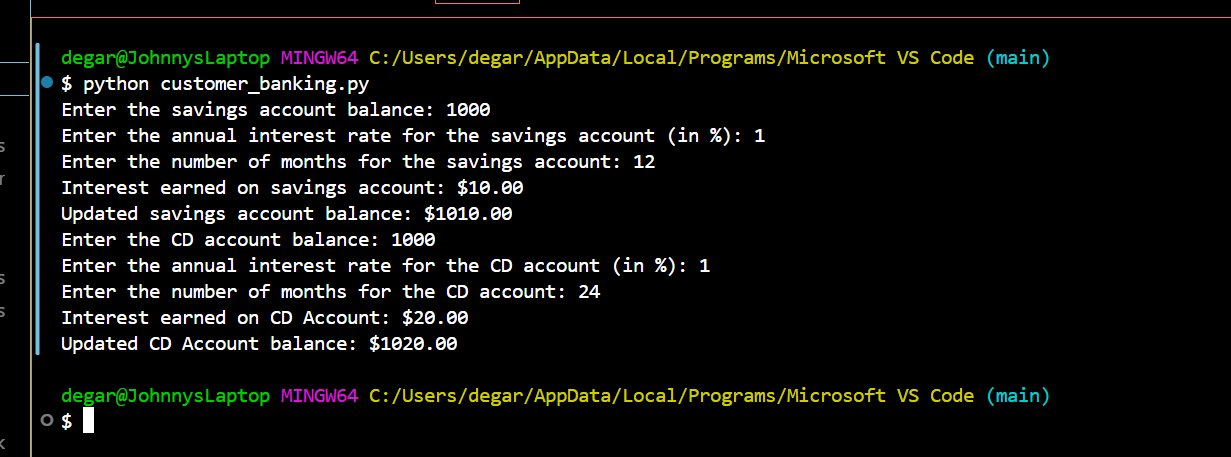 degar@JohnnysLaptop MINGW64 C:/Users/degar/AppData/Local/Programs/Microsoft VS Code (main)
$ python customer_banking.py
Enter the savings account balance: 1000
Enter the annual interest rate for the savings account (in %): 1
Enter the number of months for the savings account: 12
Interest earned on savings account: $10.00
Updated savings account balance: $1010.00
Enter the CD account balance: 1000
Enter the annual interest rate for the CD account (in %): 1
Enter the number of months for the CD account: 24
Interest earned on CD Account: $20.00
Updated CD Account balance: $1020.00
degar@JohnnysLaptop MINGW64 C:/Users/degar/AppData/Local/Programs/Microsoft VS Code (main)
$